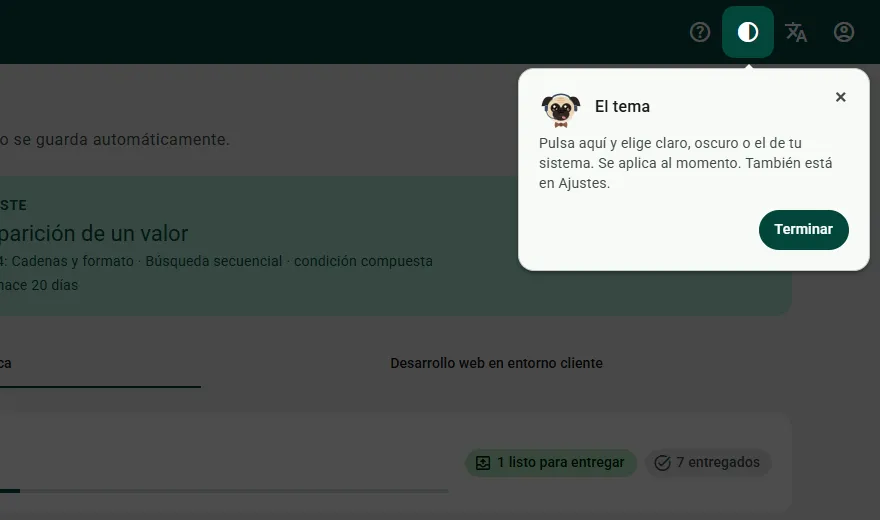 El tema
Pulsa aquí y elige claro, oscuro o el de tu
sistema. Se aplica al momento. También está
en Ajustes.
Terminar
o se guarda automáticamente.
STE
parición de un valor
4: Cadenas y formato · Búsqueda secuencial · condición compuesta
hace 20 días
ca
Desarrollo web en entorno cliente
1 listo para entregar
7 entregados